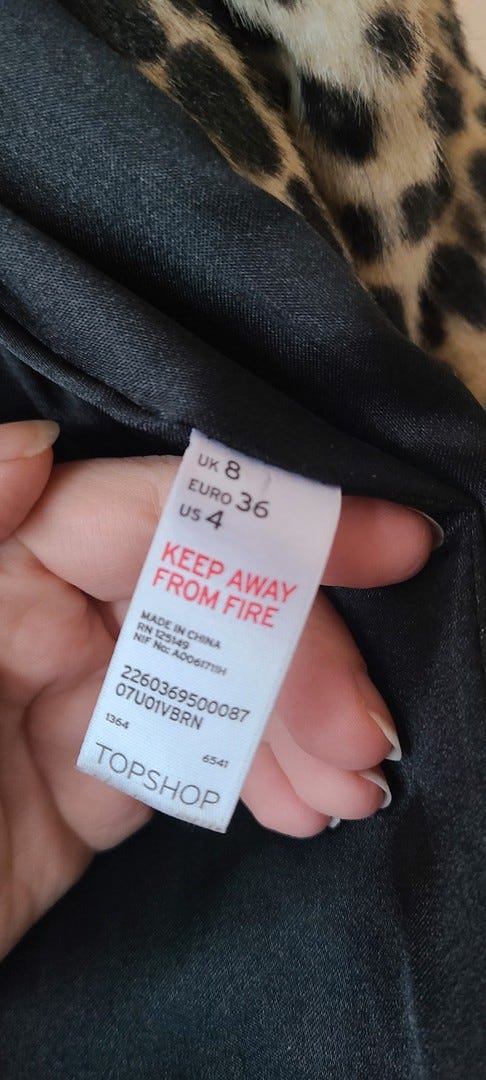 UK 8
EURO 36
US 4
KEEP AWAY
FROM FIRE
MADE IN CHINA
RN 125149
NIF No: A0061711H
2260369500087
07U01VBRN
1364 6541
TOPSHOP